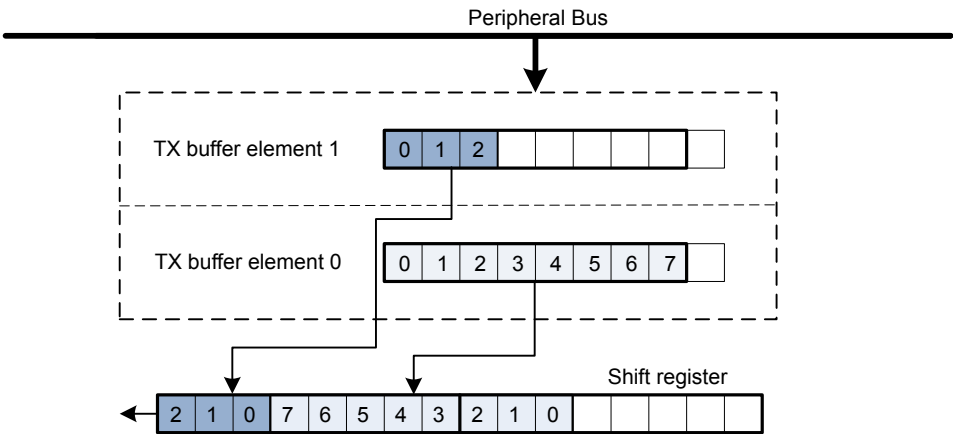 Peripheral Bus
TX buffer element 1
0 1 2
TX buffer element 0
0 1 2 3 4 5 6 7
Shift register
2 1 0 7 6 5 4 3 2 1 0